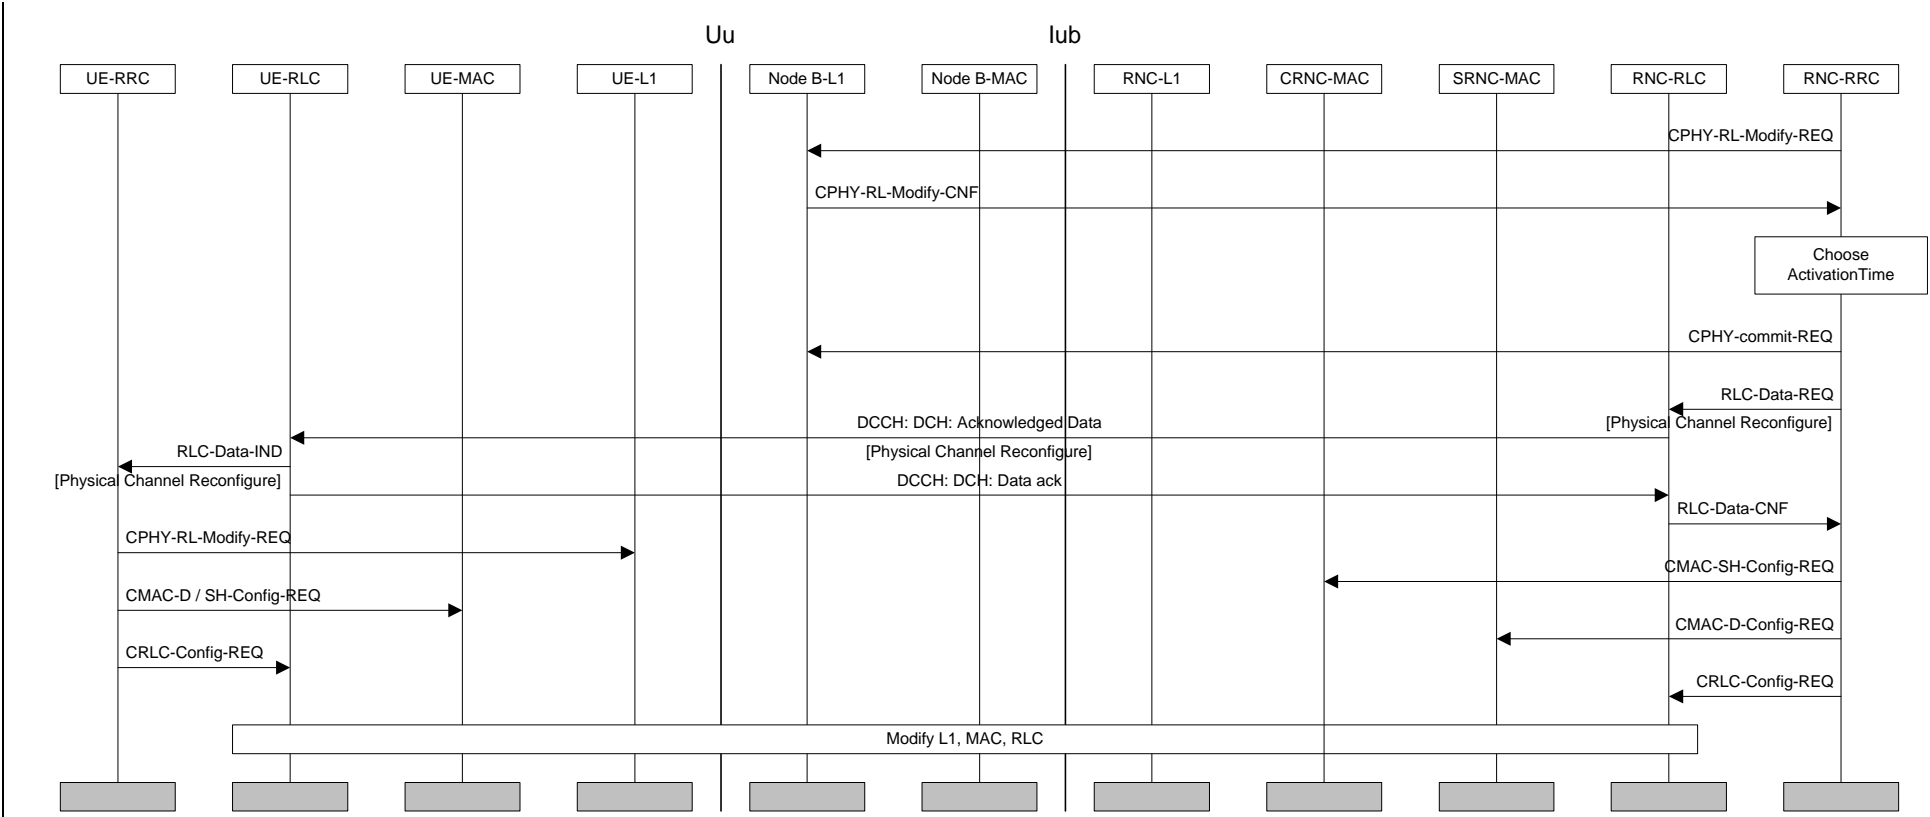 Uu
Iub
UE-RRC
UE-RLC
UE-MAC
UE-L1
Node B-L1
Node B-MAC
RNC-L1
CRNC-MAC
SRNC-MAC
RNC-RLC
RNC-RRC
CPHY-RL-Modify-REQ
CPHY-RL-Modify-CNF
Choose
ActivationTime
CPHY-commit-REQ
RLC-Data-REQ
[Physical Channel Reconfigure]
DCCH: DCH: Acknowledged Data
[Physical Channel Reconfigure]
RLC-Data-IND
[Physical Channel Reconfigure]
DCCH: DCH: Data ack
RLC-Data-CNF
CPHY-RL-Modify-REQ
CMAC-SH-Config-REQ
CMAC-D / SH-Config-REQ
CMAC-D-Config-REQ
CRLC-Config-REQ
CRLC-Config-REQ
Modify L1, MAC, RLC